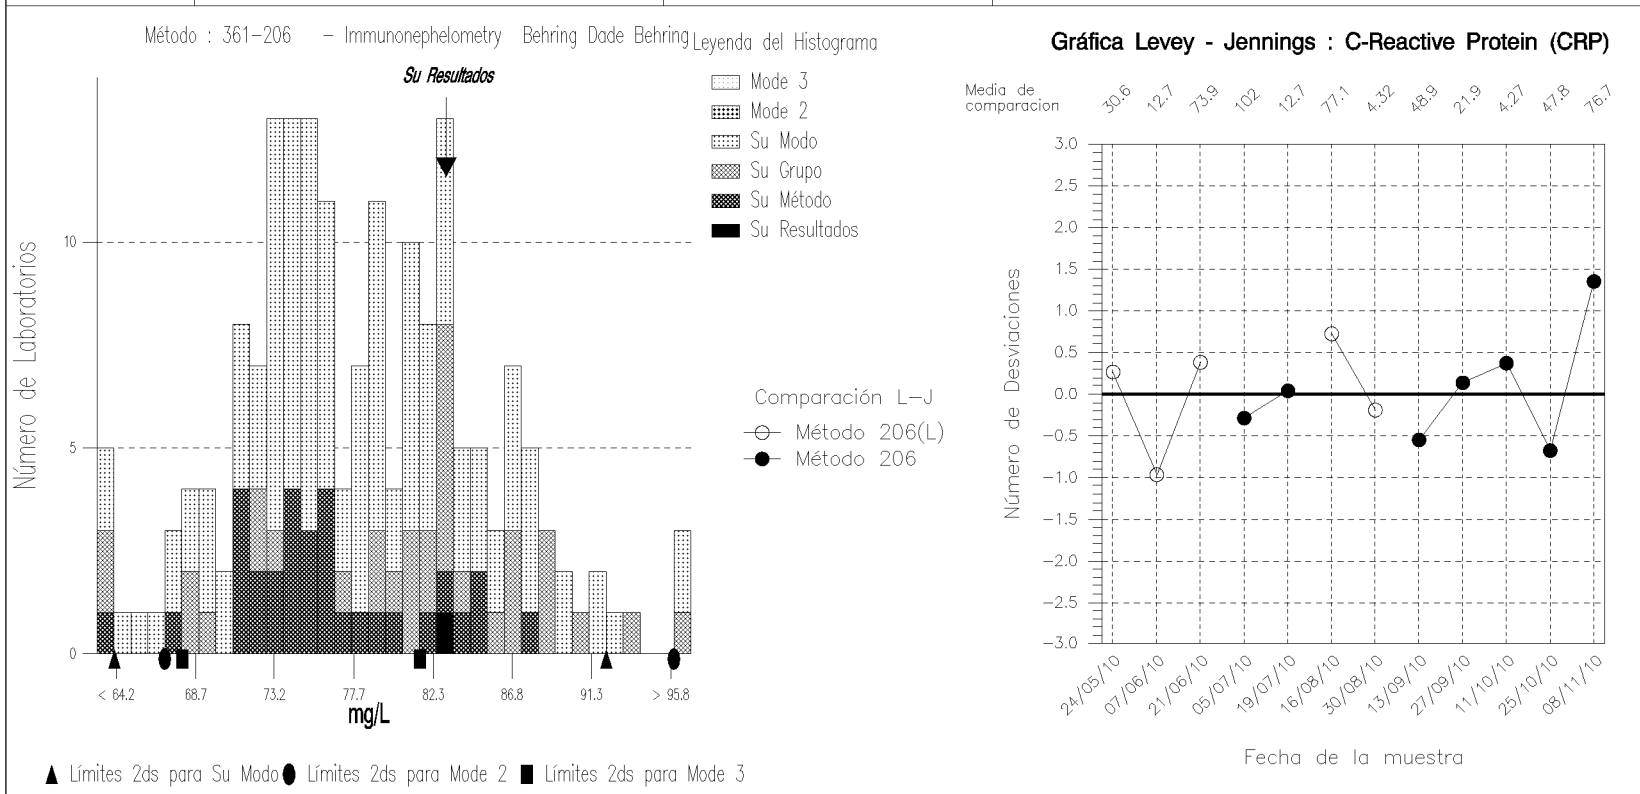 Método : 361-206 - Immunonephelometry Behring Dade Behring
Su Resultados
Número de Laboratorios
10
5
0
< 64.2 68.7 73.2 77.7 82.3 86.8 91.3 > 95.8
mg/L
Límites 2ds para Su Modo Límites 2ds para Mode 2 Límites 2ds para Mode 3
Leyenda del Histograma
Mode 3
Mode 2
Su Modo
Su Grupo
Su Método
Su Resultados
Comparación L-J
Método 206(L)
Método 206
Gráfica Levey - Jennings : C-Reactive Protein (CRP)
Media de
comparacion
30.6 12.7 73.9 102 12.7 77.1 4.32 48.9 21.9 4.27 47.8 76.7
Número de Desviaciones
3.0
2.5
2.0
1.5
1.0
0.5
0.0
-0.5
-1.0
-1.5
-2.0
-2.5
-3.0
24/05/10 07/06/10 21/06/10 05/07/10 19/07/10 16/08/10 30/08/10 13/09/10 27/09/10 11/10/10 25/10/10 08/11/10
Fecha de la muestra